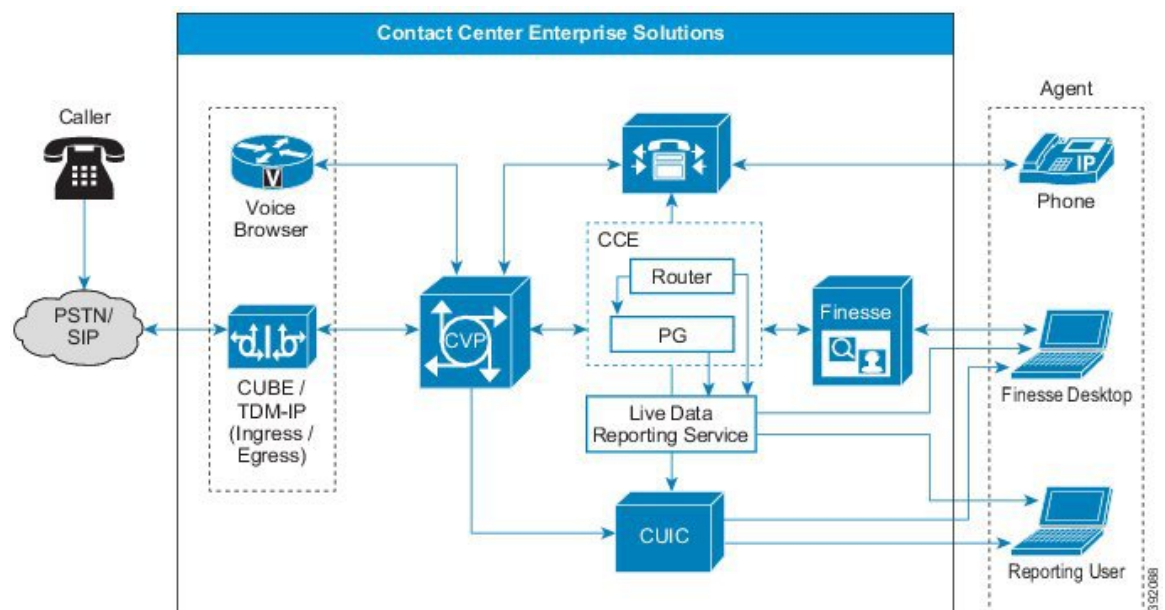 Contact Center Enterprise Solutions
Caller
Agent
V
Voice
Browser
IP
Phone
CCE
Router
PG
PSTN/
SIP
CVP
Finesse
CUBE /
TDM-IP
(Ingress /
Egress)
Live Data
Reporting Service
Finesse Desktop
CUIC
Reporting User
392088